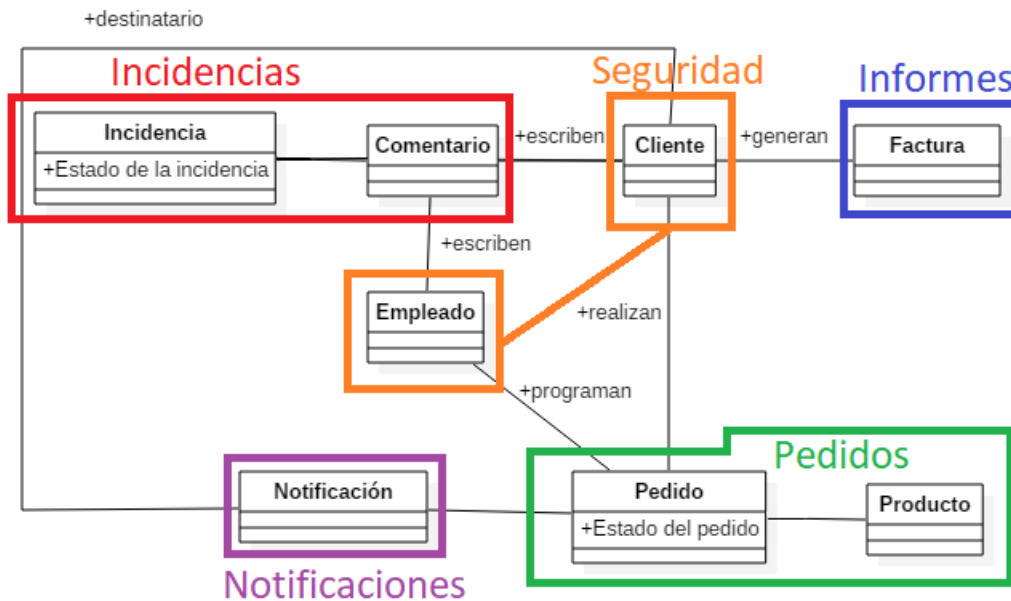 +destinatario
Incidencias
Seguridad
Informes
Incidencia
+Estado de la incidencia
Comentario
+escriben
Cliente
+generan
Factura
+escriben
Empleado
+realizan
+programan
Pedidos
Notificación
Pedido
+Estado del pedido
Producto
Notificaciones